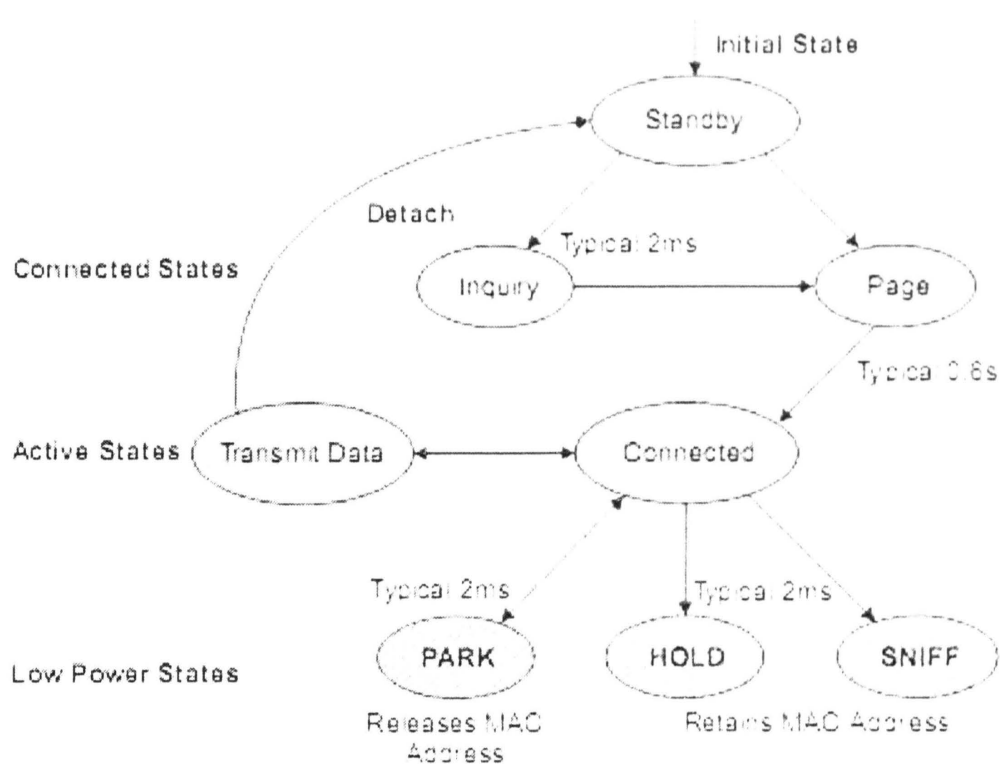 Initial State
Standby
Detach
Typical 2ms
Connected States
Inquiry
Page
Typical 0.6s
Active States
Transmit Data
Connected
Typical 2ms
Typical 2ms
PARK
HOLD
SNIFF
Low Power States
Releases MAC
Address
Retains MAC Address